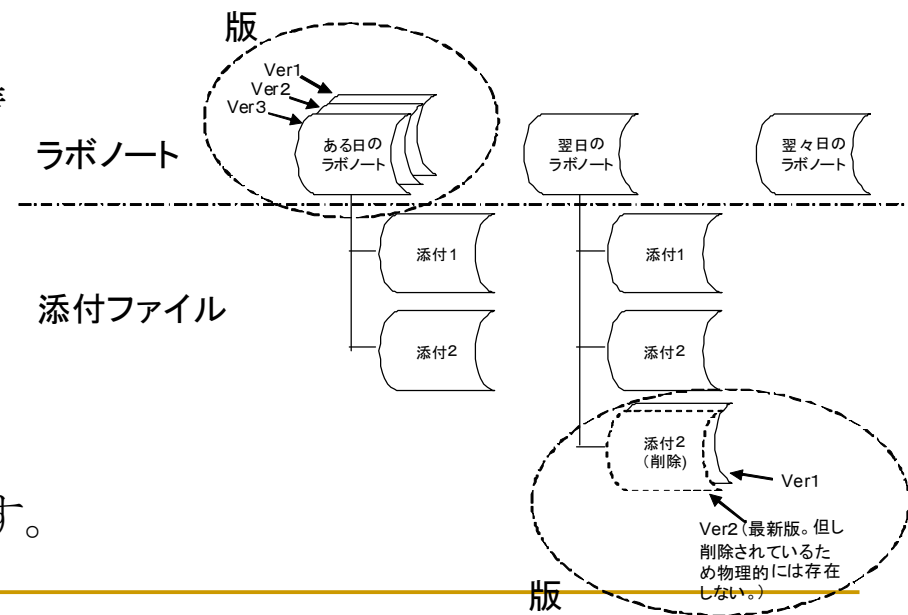 版
Ver1
Ver2
Ver3
ラボノート
ある日の
ラボノート
翌日の
ラボノート
翌々日の
ラボノート
添付ファイル
添付1
添付1
添付2
添付2
添付2
(削除)
Ver1
Ver2(最新版。但し
削除されているた
め物理的には存在
しない。)
す。
版